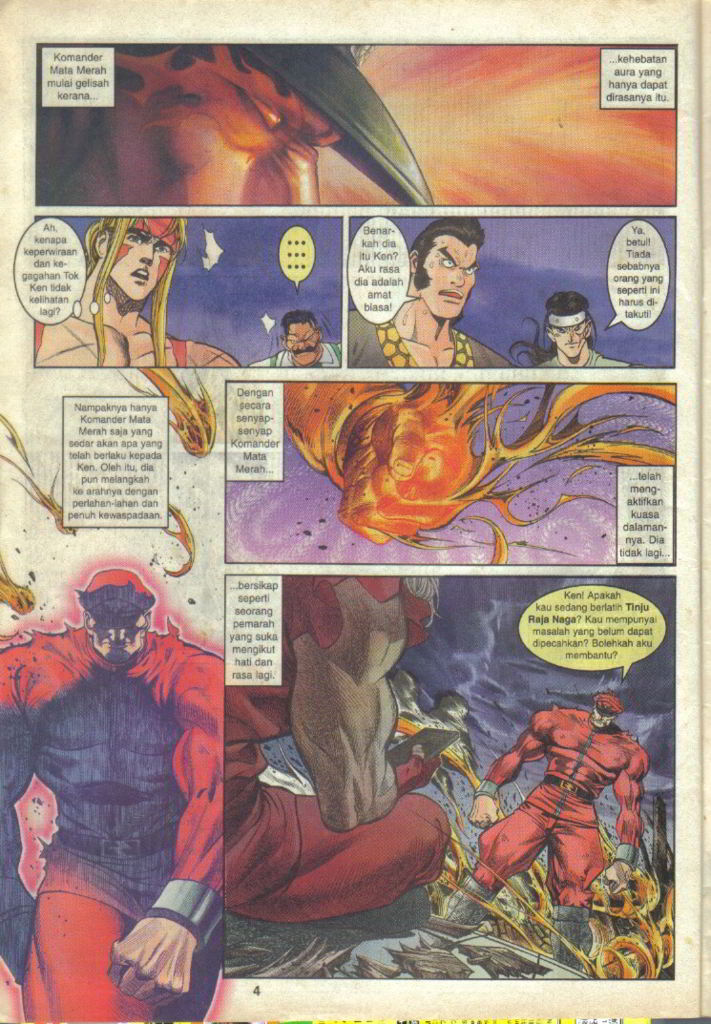 Komander
Mata Merah
mulai gelisah
kerana...
...kehebatan
aura yang
hanya dapat
dirasanya itu.
Ah,
kenapa
keperwiraan
dan ke-
gagahan Tok
Ken tidak
kelihatan
lagi?
Benar-
kah dia
itu Ken?
Aku rasa
dia adalah
amat
biasa!
Ya,
betul!
Tiada
sebabnya
orang yang
seperti ini
harus di-
takuti!
Nampaknya hanya
Komander Mata
Merah saja yang
sedar akan apa yang
telah berlaku kepada
Ken. Oleh itu, dia
pun melangkah
ke arahnya dengan
perlahan-lahan dan
penuh kewaspadaan.
Dengan
secara
senyap-
senyap
Komander
Mata
Merah...
...telah
meng-
aktifkan
kuasa
dalaman-
nya. Dia
tidak lagi...
...bersikap
seperti
seorang
pemarah
yang suka
mengikut
hati dan
rasa lagi.
Ken! Apakah
kau sedang berlatih Tinju
Raja Naga? Kau mempunyai
masalah yang belum dapat
dipecahkan? Bolehkah aku
membantu?
4